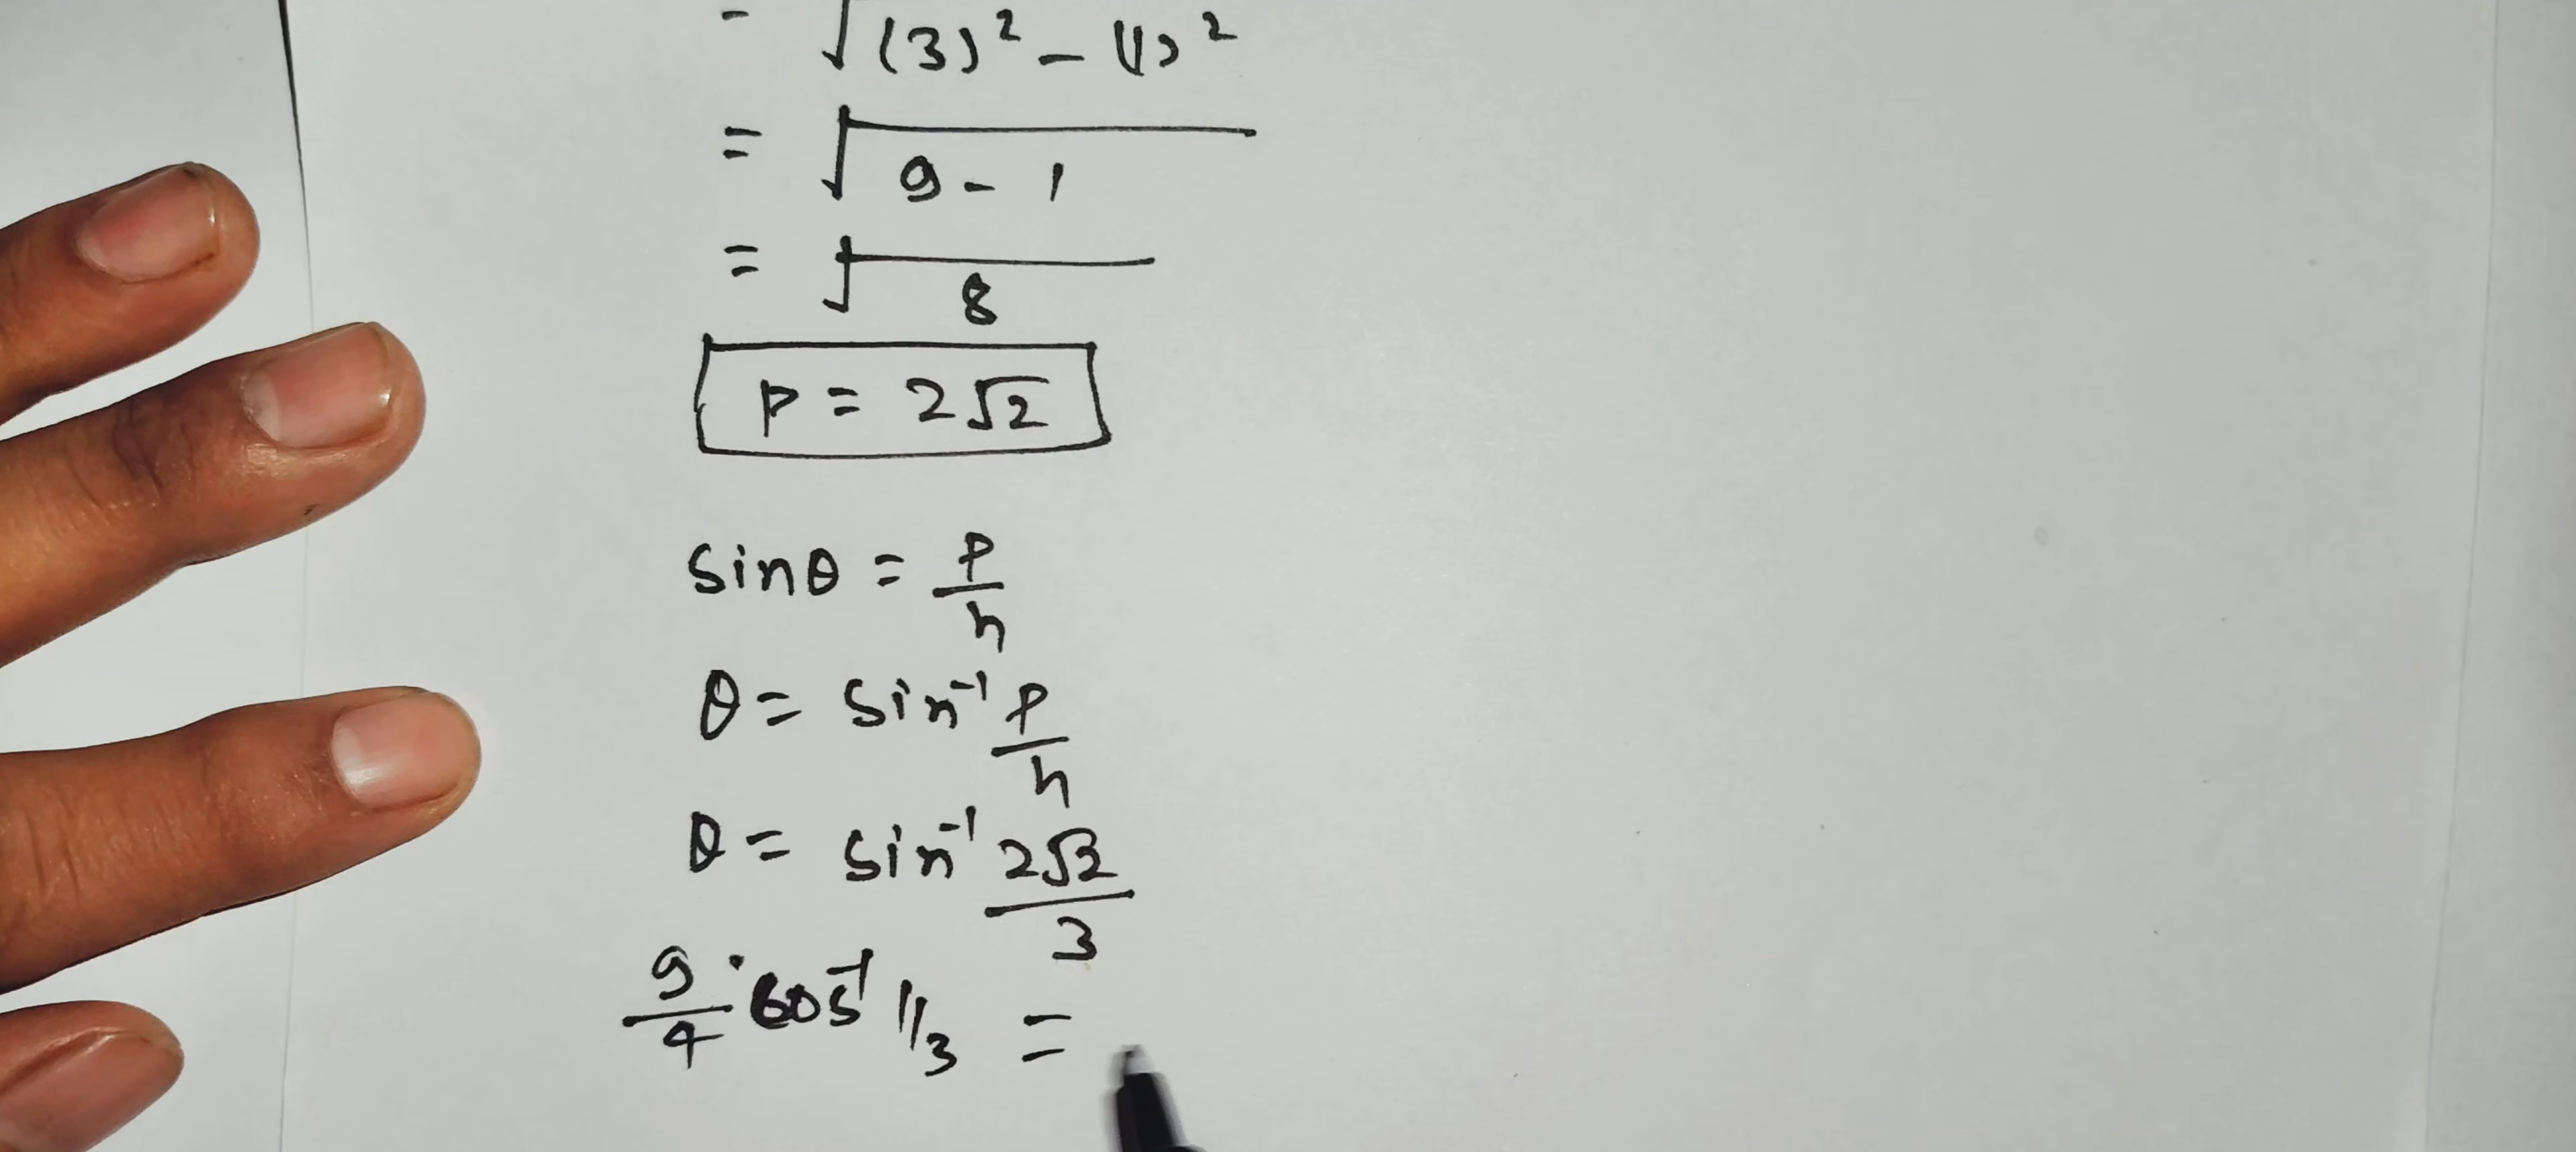 = √(3)² - (1)²
= √9 - 1
= √8
P = 2√2
sinθ = P/h
θ = sin⁻¹ P/h
θ = sin⁻¹ 2√2/3
9/4 · cos⁻¹ 1/3 =